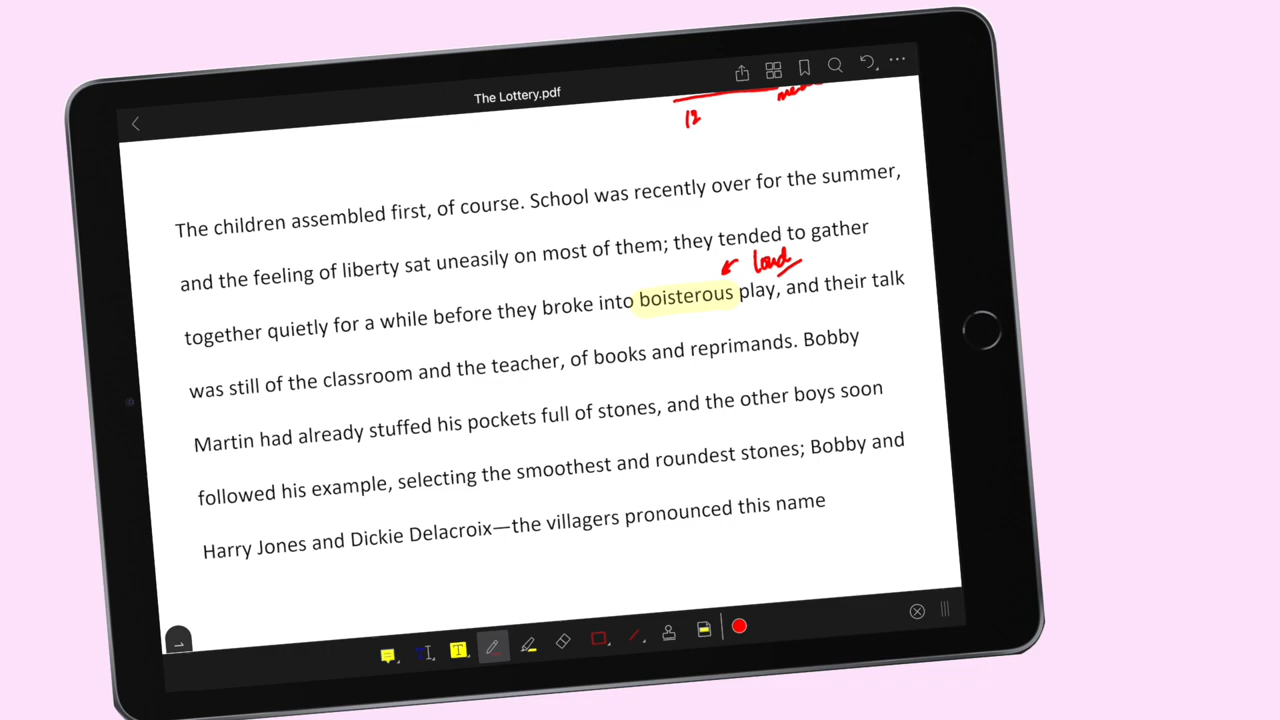 The Lottery.pdf
12
The children assembled first, of course. School was recently over for the summer,
and the feeling of liberty sat uneasily on most of them; they tended to gather
loud
together quietly for a while before they broke into boisterous play, and their talk
was still of the classroom and the teacher, of books and reprimands. Bobby
Martin had already stuffed his pockets full of stones, and the other boys soon
followed his example, selecting the smoothest and roundest stones; Bobby and
Harry Jones and Dickie Delacroix—the villagers pronounced this name
1
T